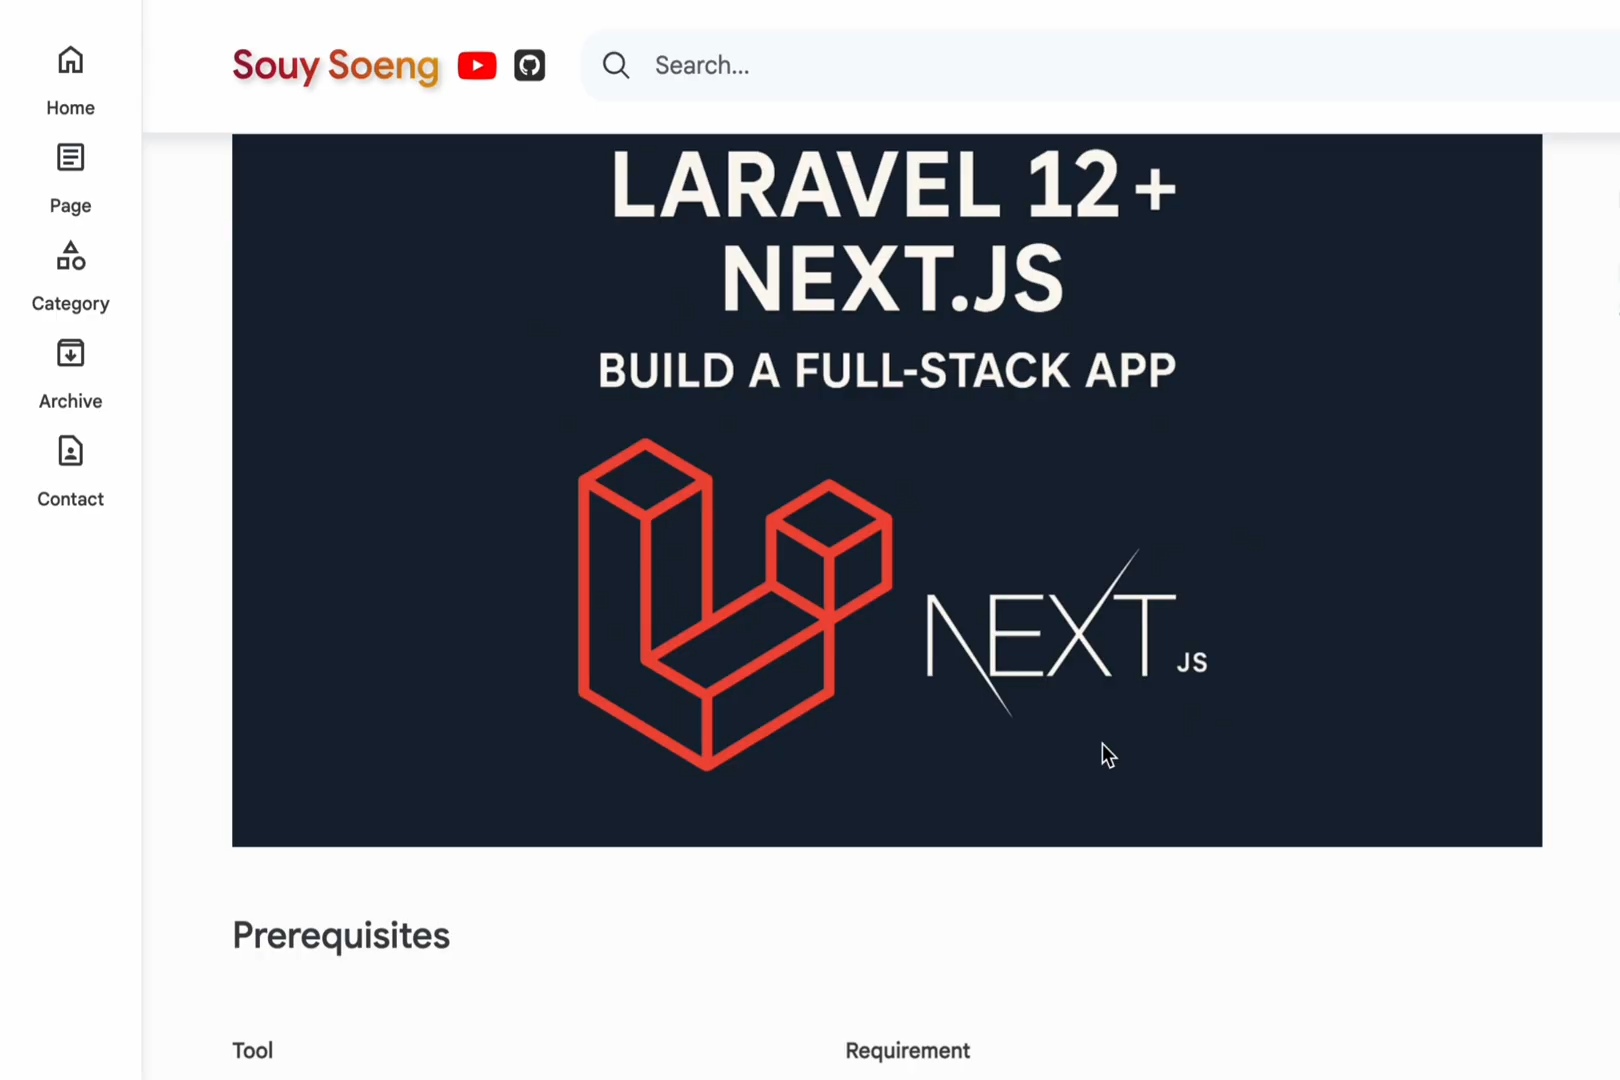 Home
Page
Category
Archive
Contact
Souy Soeng
Search...
LARAVEL 12+
NEXT.JS
BUILD A FULL-STACK APP
NEXT
JS
Prerequisites
Tool Requirement